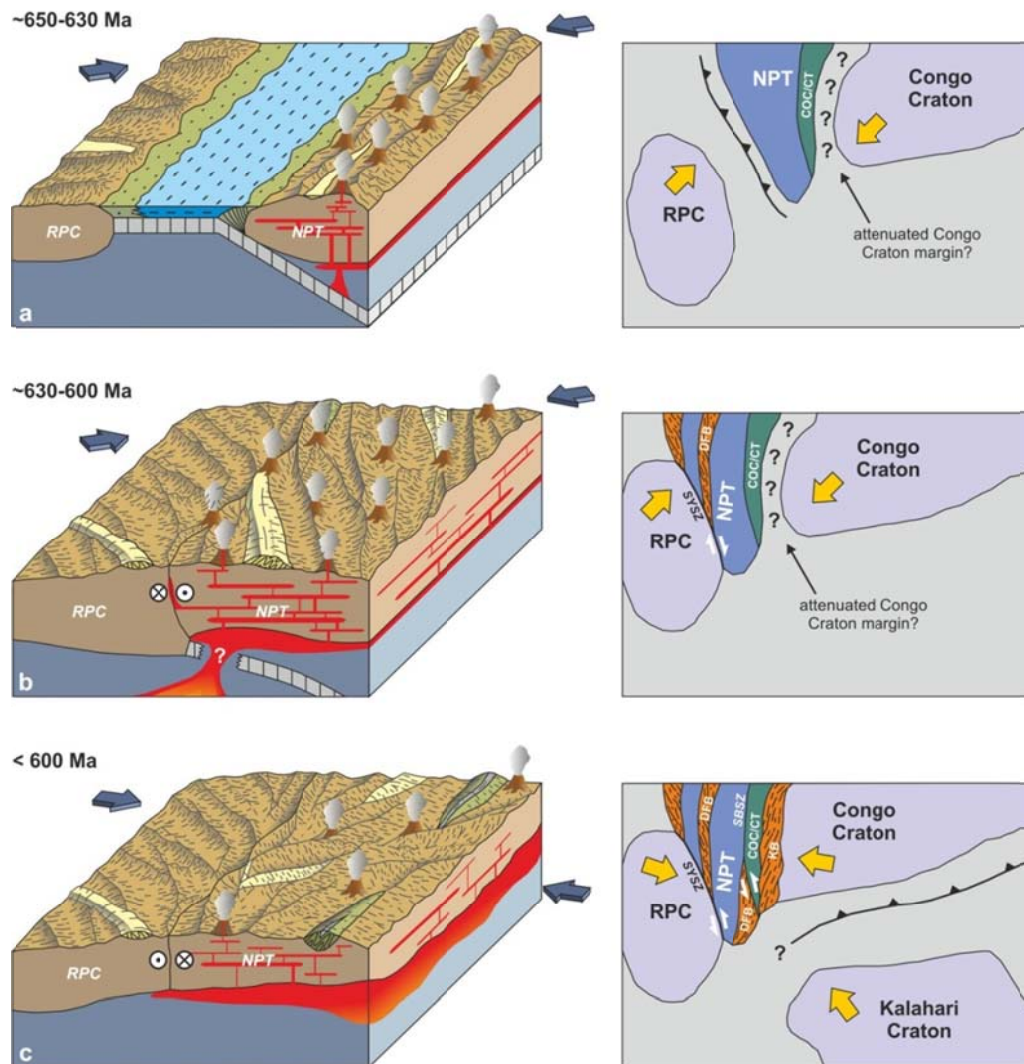 ~650-630 Ma
RPC
NPT
a
NPT
COC/CT
?
?
?
?
Congo
Craton
RPC
attenuated Congo
Craton margin?
~630-600 Ma
RPC
NPT
?
b
DFB
SYSZ
NPT
COC/CT
?
?
?
?
Congo
Craton
RPC
attenuated Congo
Craton margin?
< 600 Ma
RPC
NPT
c
DFB
SYSZ
NPT
SBSZ
COC/CT
KB
DFB
Congo
Craton
RPC
?
Kalahari
Craton